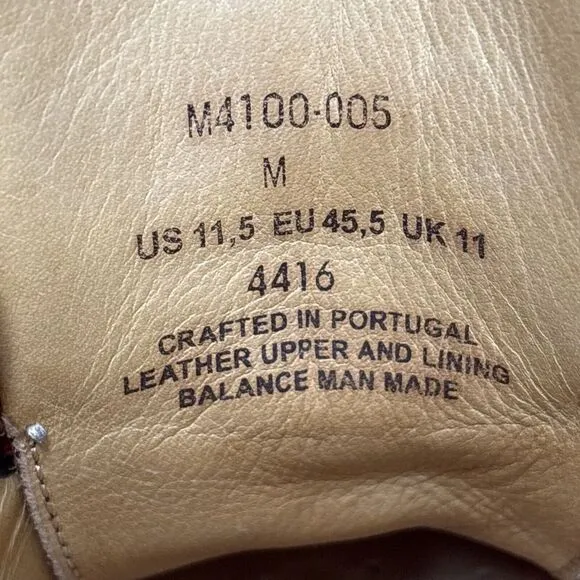 M4100-005
M
US 11,5 EU 45,5 UK 11
4416
CRAFTED IN PORTUGAL
LEATHER UPPER AND LINING
BALANCE MAN MADE